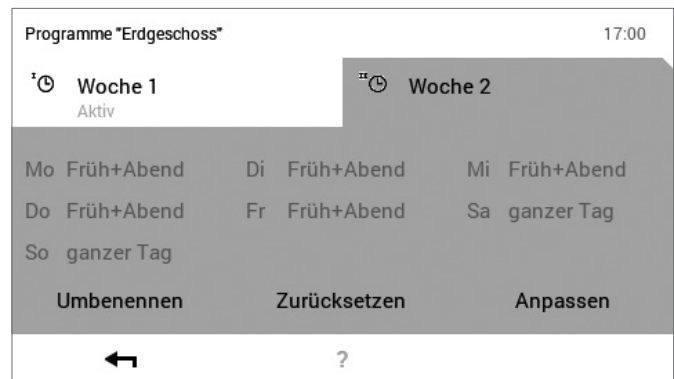 Programme "Erdgeschoss" 17:00
I Woche 1 II Woche 2
Aktiv
Mo Früh+Abend Di Früh+Abend Mi Früh+Abend
Do Früh+Abend Fr Früh+Abend Sa ganzer Tag
So ganzer Tag
Umbenennen Zurücksetzen Anpassen
?